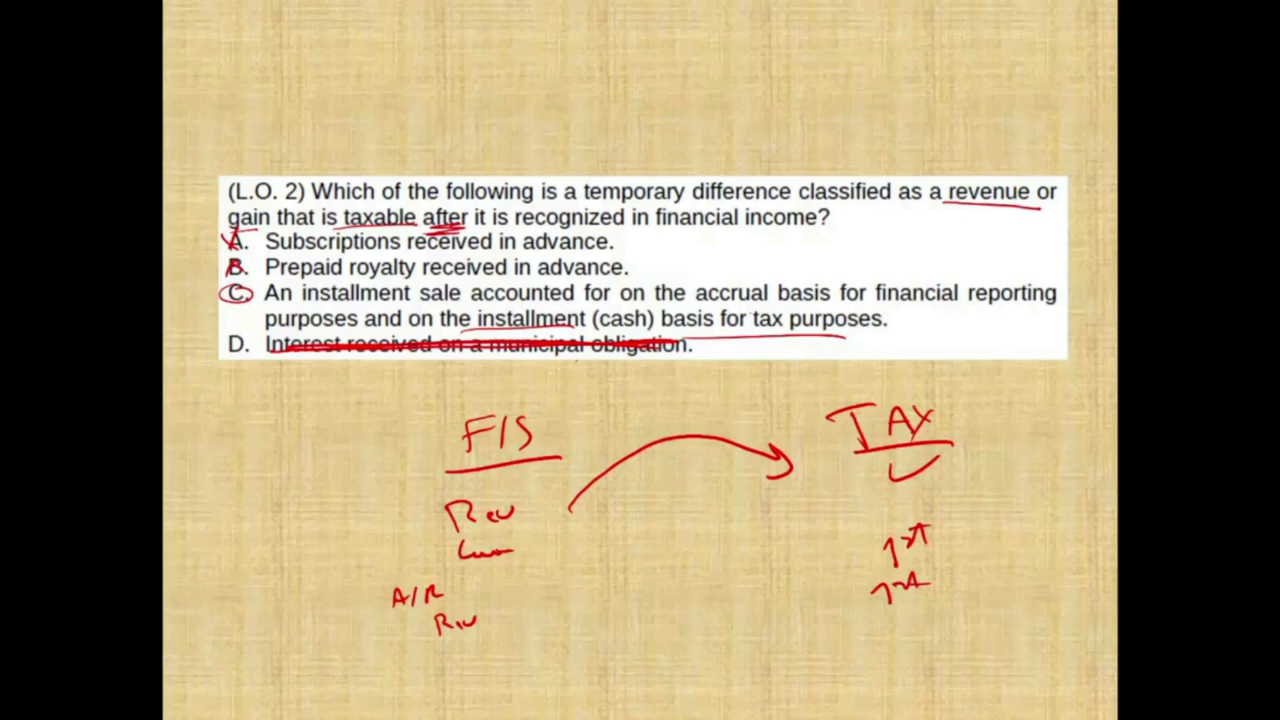 (L.O. 2) Which of the following is a temporary difference classified as a revenue or
gain that is taxable after it is recognized in financial income?
A. Subscriptions received in advance.
B. Prepaid royalty received in advance.
C. An installment sale accounted for on the accrual basis for financial reporting
purposes and on the installment (cash) basis for tax purposes.
D. Interest received on a municipal obligation.
F/S TAX
Rev
1st
A/R 1st
Rev